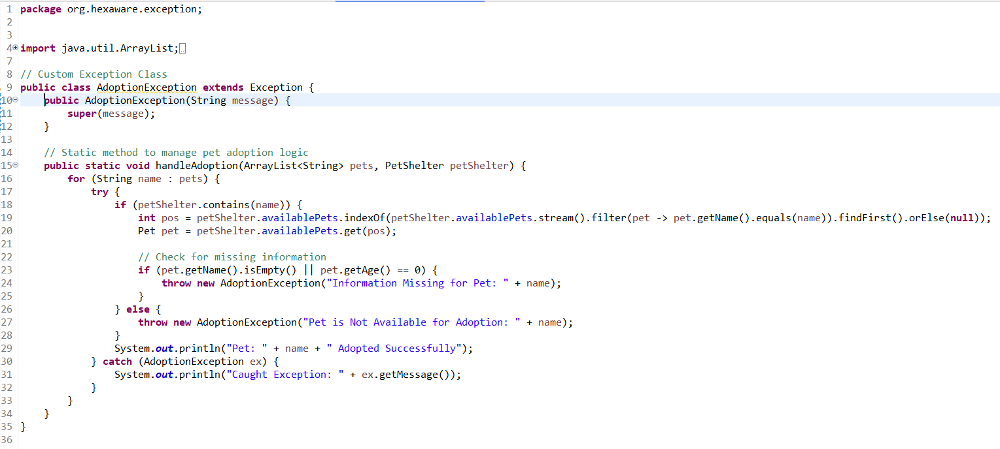 1 package org.hexaware.exception;
2
3
4 import java.util.ArrayList;
7
8 // Custom Exception Class
9 public class AdoptionException extends Exception {
10     public AdoptionException(String message) {
11         super(message);
12     }
13
14     // Static method to manage pet adoption logic
15     public static void handleAdoption(ArrayList<String> pets, PetShelter petShelter) {
16         for (String name : pets) {
17             try {
18                 if (petShelter.contains(name)) {
19                     int pos = petShelter.availablePets.indexOf(petShelter.availablePets.stream().filter(pet -> pet.getName().equals(name)).findFirst().orElse(null));
20                     Pet pet = petShelter.availablePets.get(pos);
21
22                     // Check for missing information
23                     if (pet.getName().isEmpty() || pet.getAge() == 0) {
24                         throw new AdoptionException("Information Missing for Pet: " + name);
25                     }
26                 } else {
27                     throw new AdoptionException("Pet is Not Available for Adoption: " + name);
28                 }
29                 System.out.println("Pet: " + name + " Adopted Successfully");
30             } catch (AdoptionException ex) {
31                 System.out.println("Caught Exception: " + ex.getMessage());
32             }
33         }
34     }
35 }
36